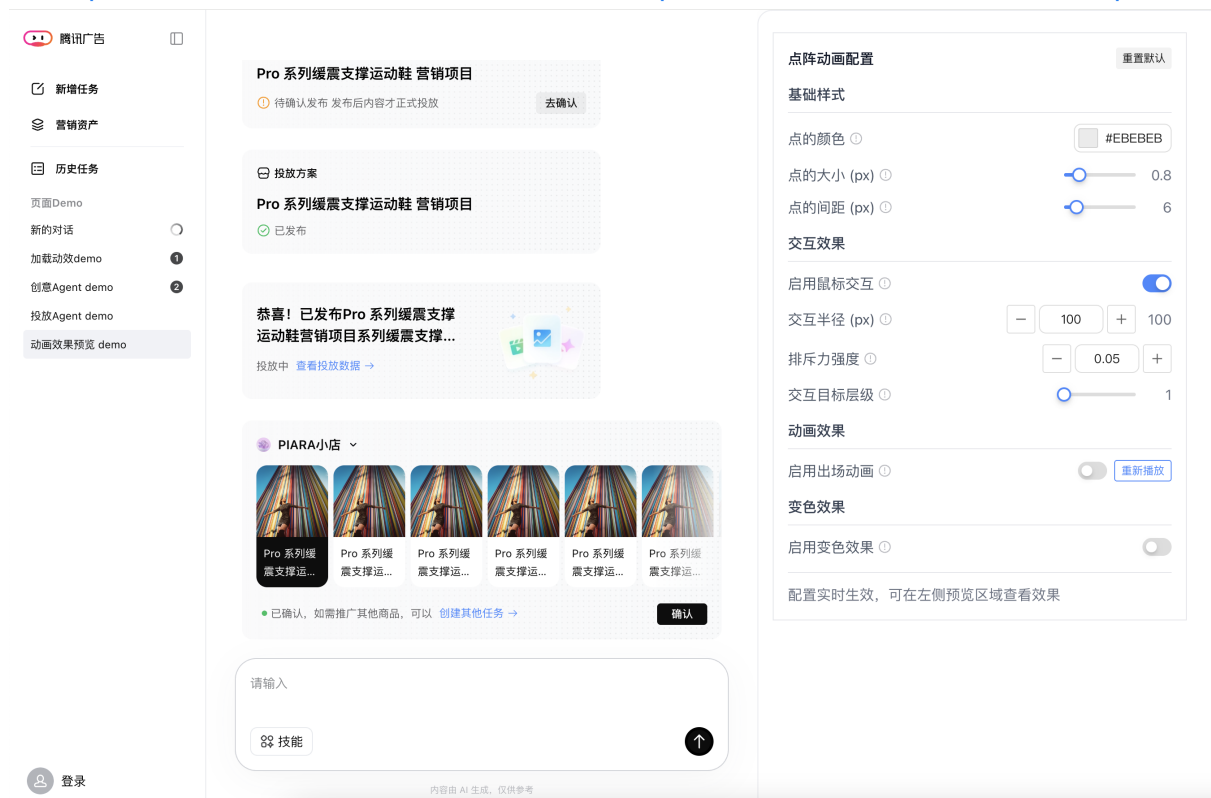 腾讯广告
新增任务
营销资产
历史任务
页面Demo
新的对话
加载动效demo 1
创意Agent demo 2
投放Agent demo
动画效果预览 demo
登录
Pro 系列缓震支撑运动鞋 营销项目
待确认发布 发布后内容才正式投放 去确认
投放方案
Pro 系列缓震支撑运动鞋 营销项目
已发布
恭喜！已发布Pro 系列缓震支撑
运动鞋营销项目系列缓震支撑...
投放中 查看投放数据 →
PIARA小店
Pro 系列缓 Pro 系列缓 Pro 系列缓 Pro 系列缓 Pro 系列缓 Pro 系列缓
震支撑运... 震支撑运... 震支撑运... 震支撑运... 震支撑运... 震支撑运...
已确认，如需推广其他商品，可以 创建其他任务 → 确认
请输入
技能
内容由 AI 生成，仅供参考
点阵动画配置 重置默认
基础样式
点的颜色 #EBEBEB
点的大小 (px) 0.8
点的间距 (px) 6
交互效果
启用鼠标交互
交互半径 (px) − 100 + 100
排斥力强度 − 0.05 +
交互目标层级 1
动画效果
启用出场动画 重新播放
变色效果
启用变色效果
配置实时生效，可在左侧预览区域查看效果